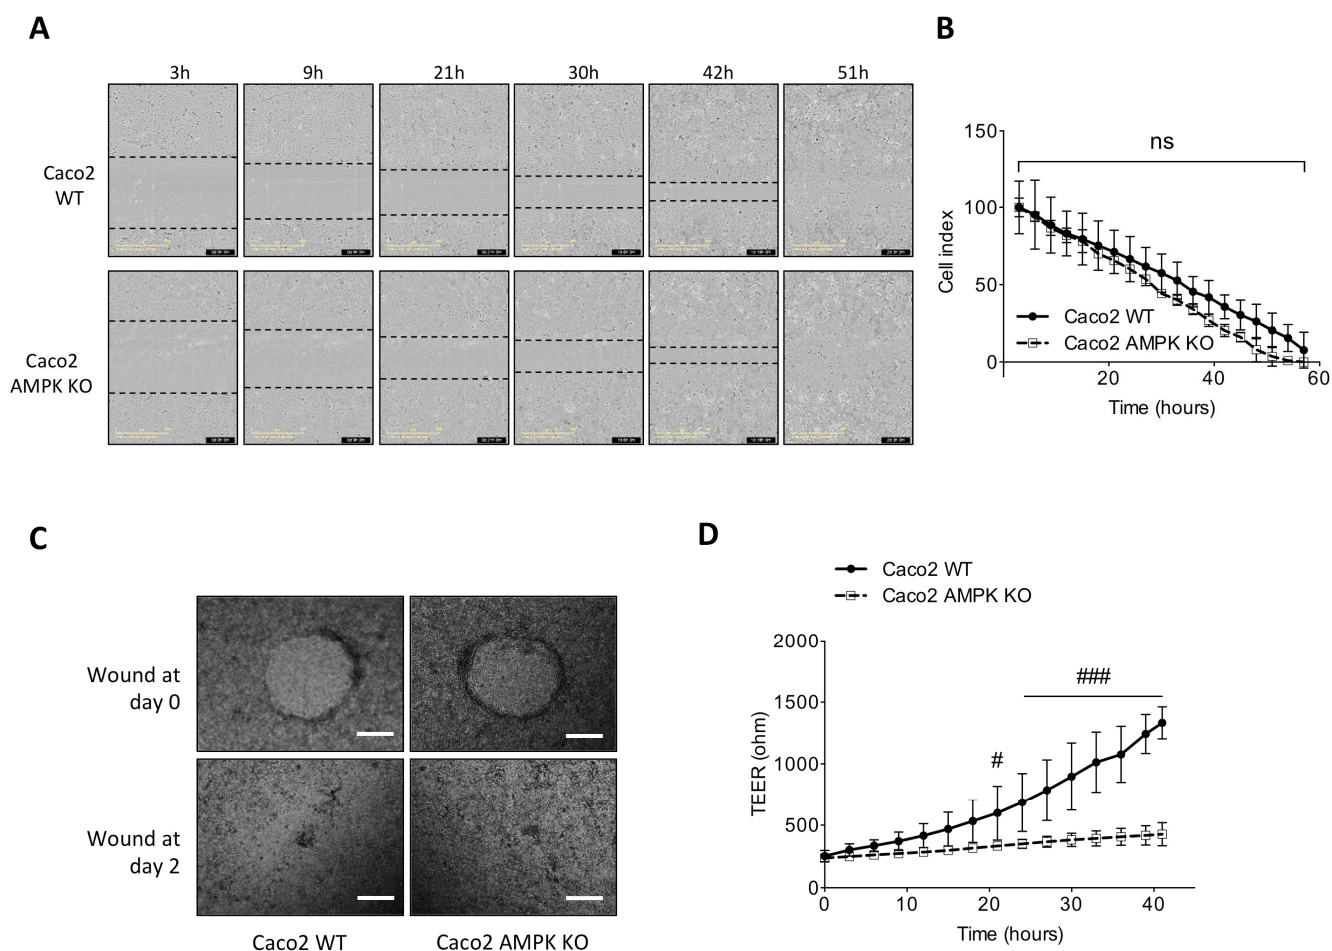 A
3h 9h 21h 30h 42h 51h
Caco2
WT
Caco2
AMPK KO
B
150
100
50
0
Cell index
ns
Caco2 WT
Caco2 AMPK KO
20 40 60
Time (hours)
C
Wound at
day 0
Wound at
day 2
Caco2 WT Caco2 AMPK KO
D
Caco2 WT
Caco2 AMPK KO
2000
1500
1000
500
0
TEER (ohm)
#
###
0 10 20 30 40
Time (hours)